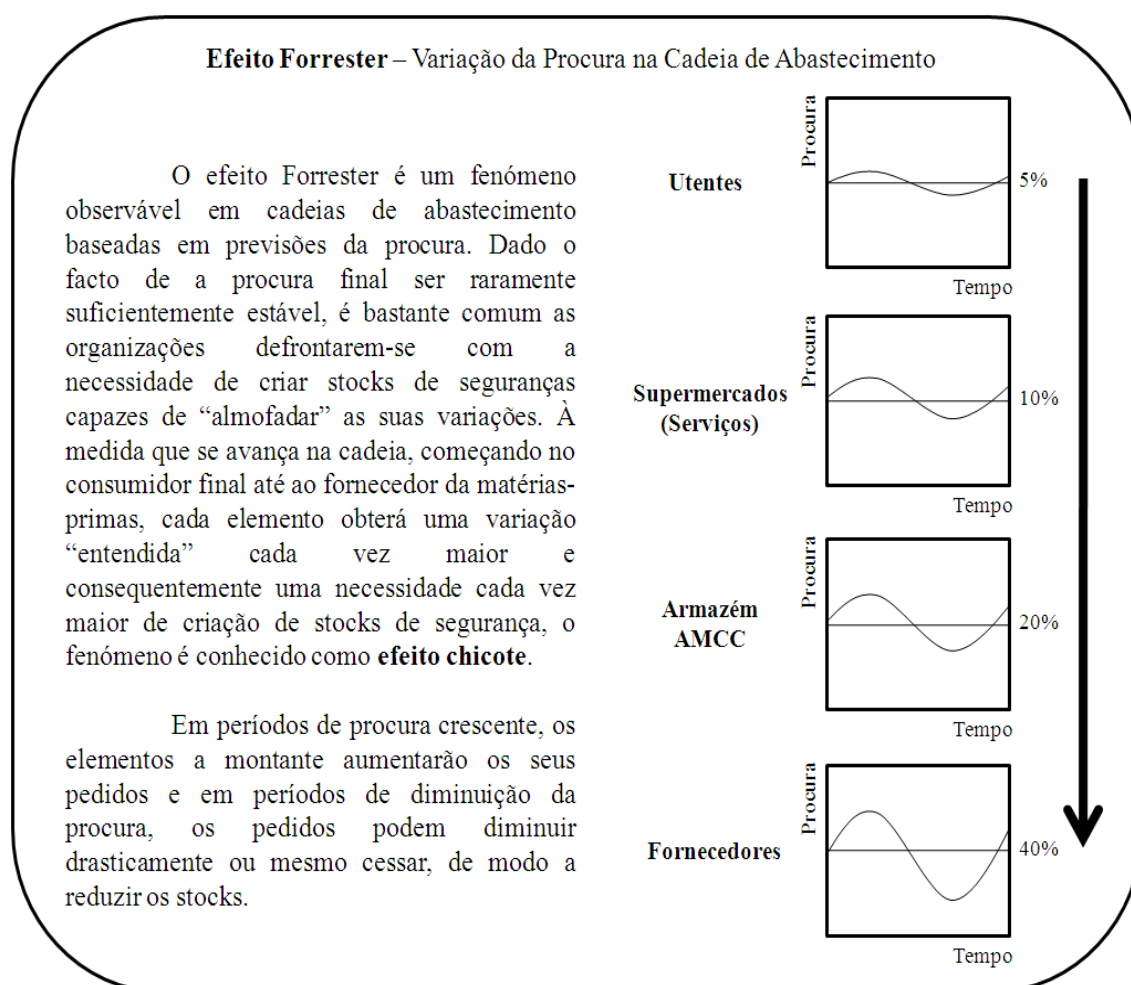 Efeito Forrester – Variação da Procura na Cadeia de Abastecimento
O efeito Forrester é um fenómeno
observável em cadeias de abastecimento
baseadas em previsões da procura. Dado o
facto de a procura final ser raramente
suficientemente estável, é bastante comum as
organizações defrontarem-se com a
necessidade de criar stocks de seguranças
capazes de “almofadar” as suas variações. À
medida que se avança na cadeia, começando no
consumidor final até ao fornecedor da matérias-
primas, cada elemento obterá uma variação
“entendida” cada vez maior e
consequentemente uma necessidade cada vez
maior de criação de stocks de segurança, o
fenómeno é conhecido como efeito chicote.
Em períodos de procura crescente, os
elementos a montante aumentarão os seus
pedidos e em períodos de diminuição da
procura, os pedidos podem diminuir
drasticamente ou mesmo cessar, de modo a
reduzir os stocks.
Utentes
Procura
5%
Tempo
Supermercados
(Serviços)
Procura
10%
Tempo
Armazém
AMCC
Procura
20%
Tempo
Fornecedores
Procura
40%
Tempo